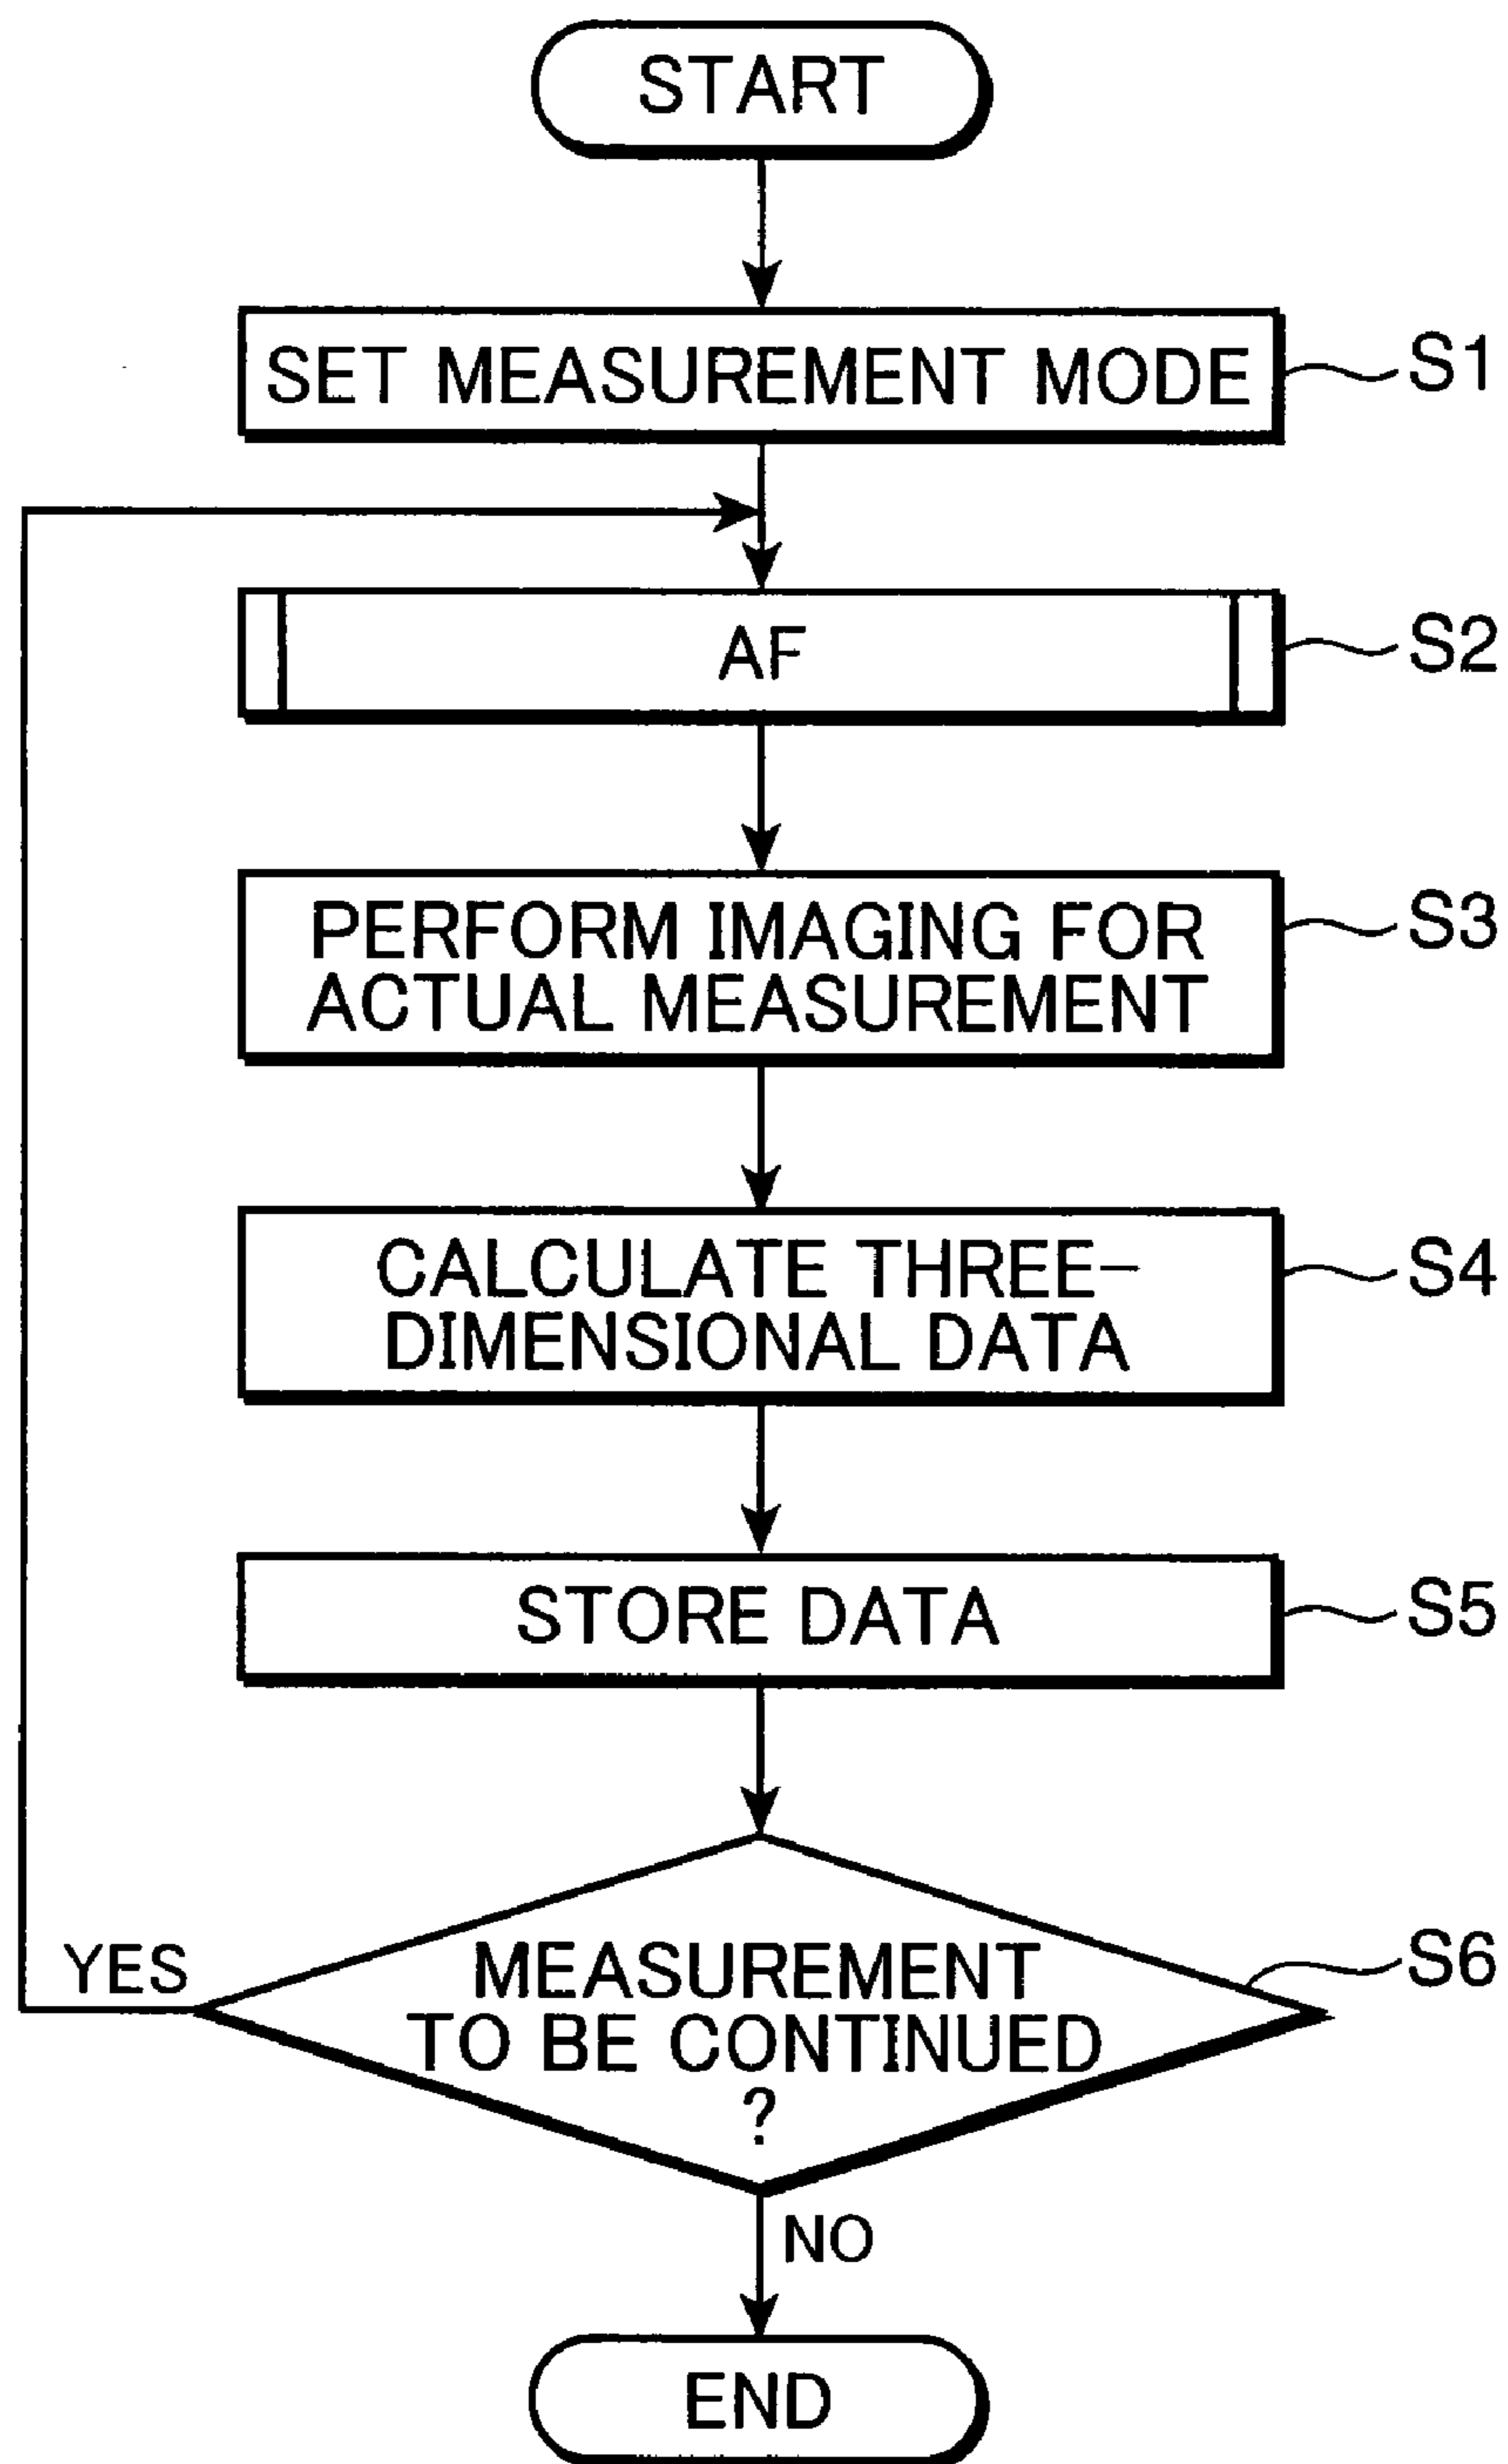 START
SET MEASUREMENT MODE
S1
AF
S2
PERFORM IMAGING FOR
ACTUAL MEASUREMENT
S3
CALCULATE THREE-
DIMENSIONAL DATA
S4
STORE DATA
S5
MEASUREMENT
TO BE CONTINUED
?
S6
YES
NO
END